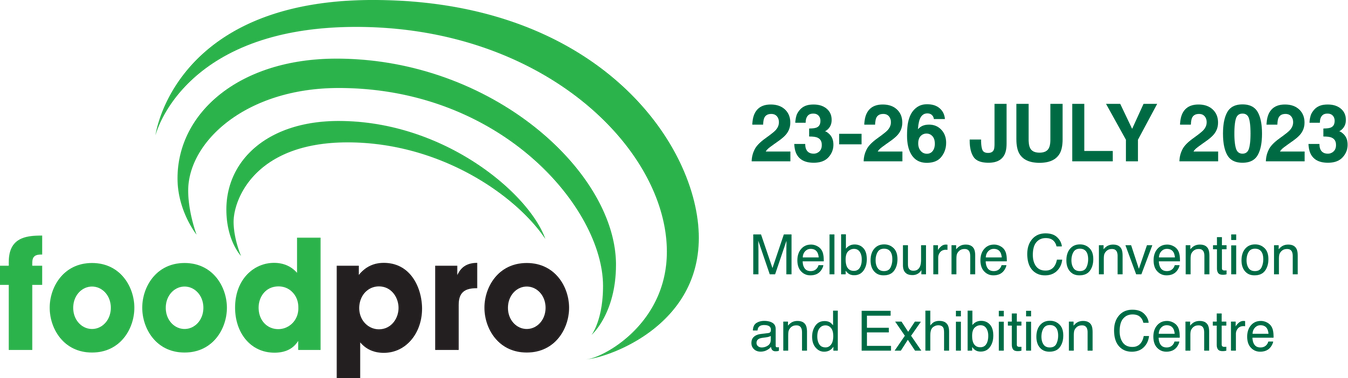 foodpro
23-26 JULY 2023
Melbourne Convention
and Exhibition Centre